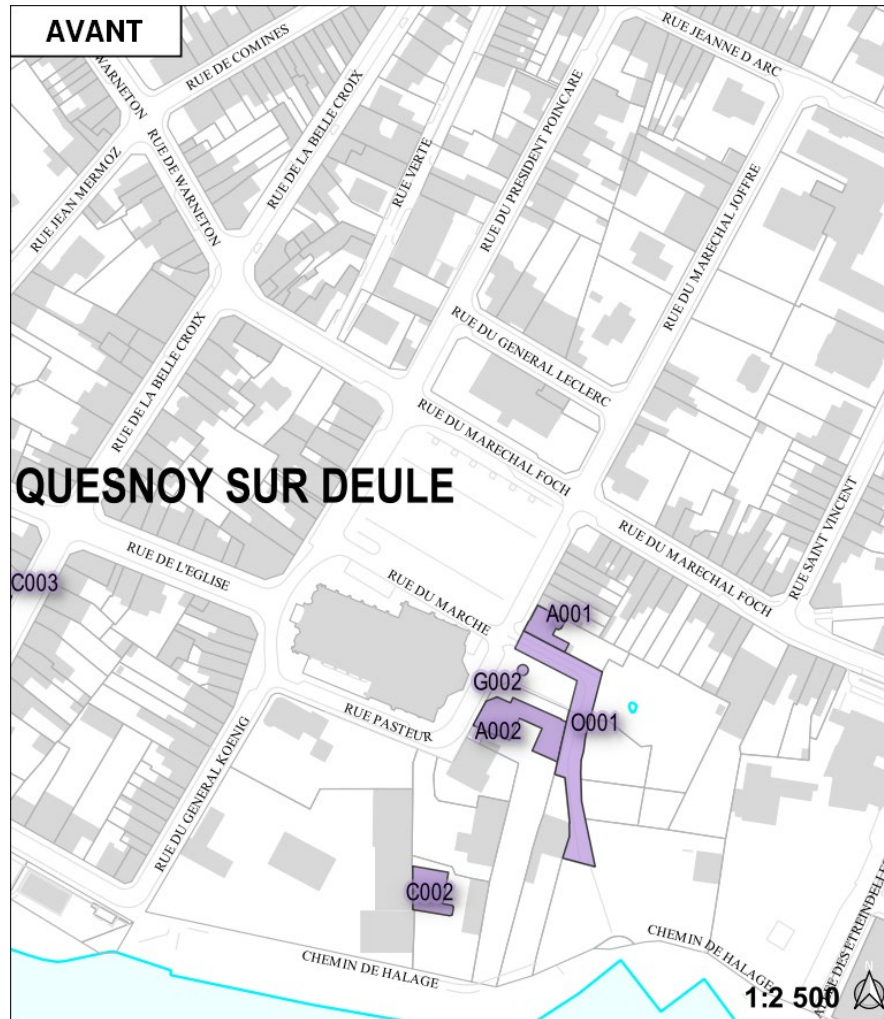 AVANT
RUE JEANNE D ARC
RUE DE COMINES
WARNETON
RUE DE LA BELLE CROIX
RUE VERTE
RUE DU PRESIDENT POINCARE
RUE JEAN MERMOZ
RUE DE WARNETON
RUE DU MARECHAL JOFFRE
RUE DE LA BELLE CROIX
RUE DU GENERAL LECLERC
RUE DU MARECHAL FOCH
QUESNOY SUR DEULE
RUE DE L'EGLISE
RUE DU MARECHAL FOCH
RUE SAINT VINCENT
C003
RUE DU MARCHE
A001
G002
RUE PASTEUR
A002
O001
RUE DU GENERAL KOENIG
C002
CHEMIN DE HALAGE
CHEMIN DE HALAGE
DES ETREINDELLE
1:2 500
N